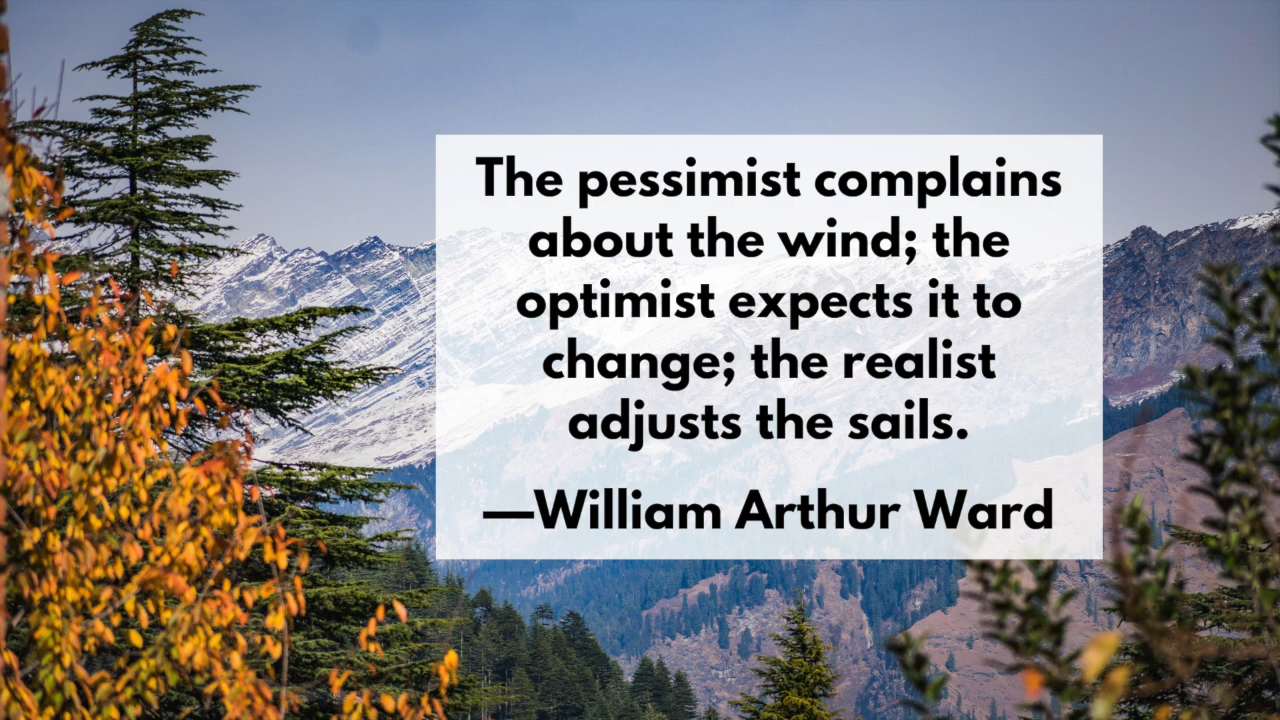 The pessimist complains
about the wind; the
optimist expects it to
change; the realist
adjusts the sails.
—William Arthur Ward